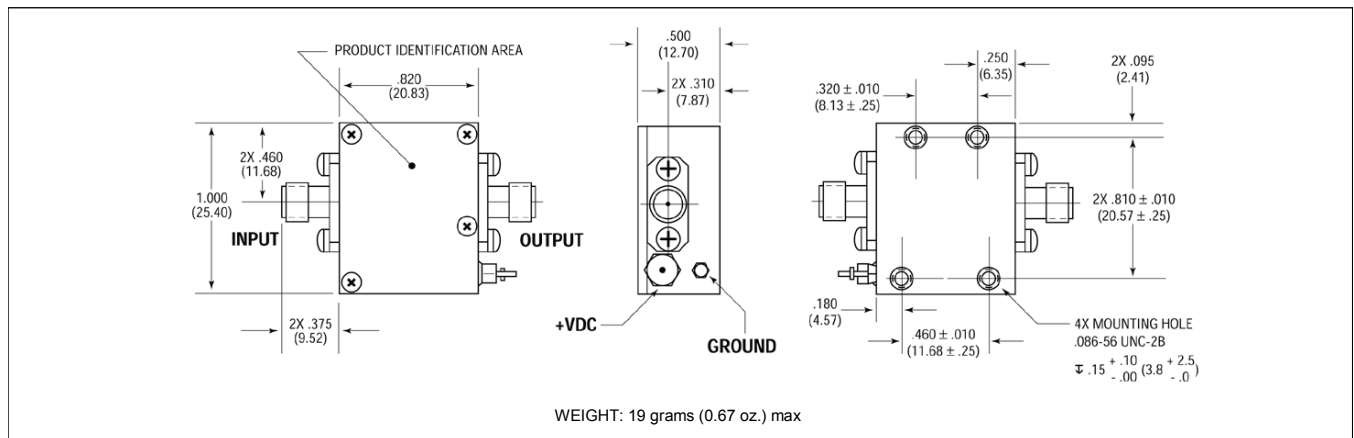 PRODUCT IDENTIFICATION AREA
.820
(20.83)
2X .460
(11.68)
1.000
(25.40)
INPUT
OUTPUT
2X .375
(9.52)
.500
(12.70)
2X .310
(7.87)
+VDC
GROUND
.250
(6.35)
2X .095
(2.41)
.320 ± .010
(8.13 ± .25)
2X .810 ± .010
(20.57 ± .25)
.180
(4.57)
.460 ± .010
(11.68 ± .25)
4X MOUNTING HOLE
.086-56 UNC-2B
↧ .15 + .10 - .00 (3.8 + 2.5 - .0)
WEIGHT: 19 grams (0.67 oz.) max